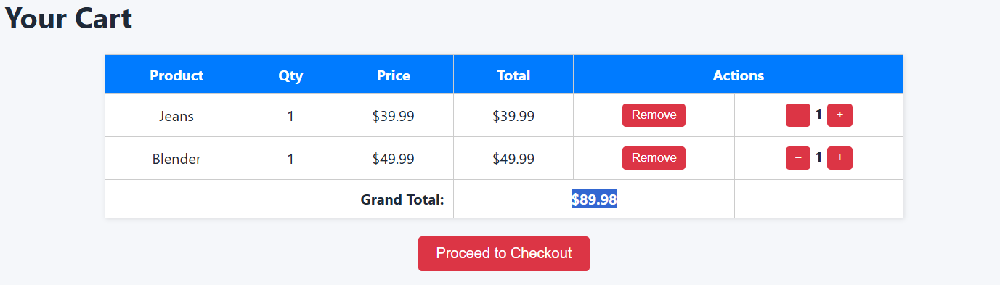 Your Cart
Product Qty Price Total Actions
Jeans 1 $39.99 $39.99 Remove – 1 +
Blender 1 $49.99 $49.99 Remove – 1 +
Grand Total: $89.98
Proceed to Checkout